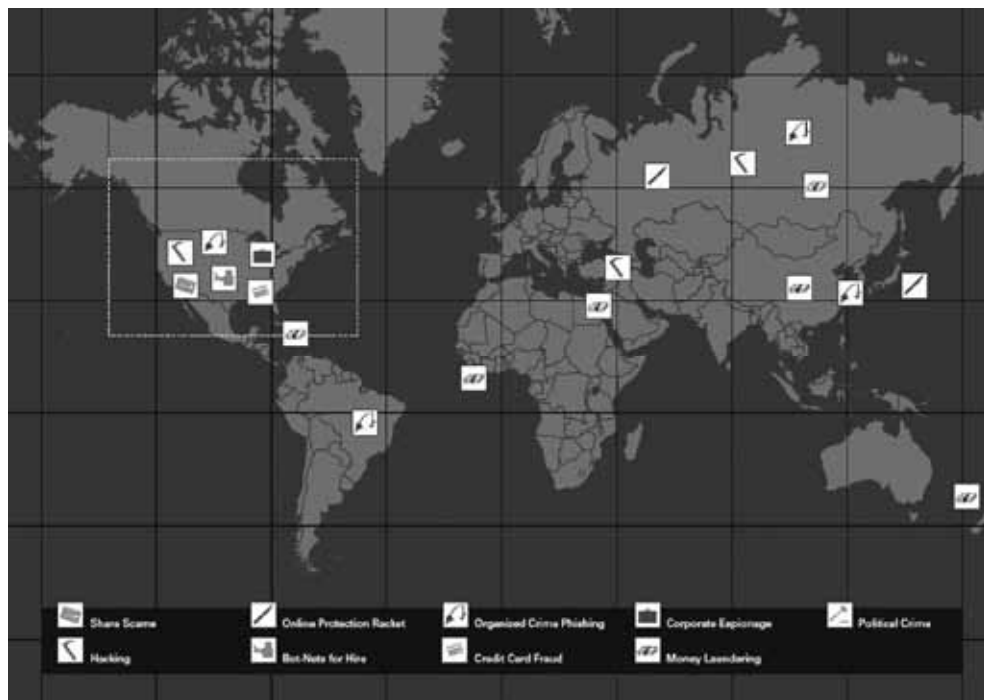 Share Scams Online Protection Racket Organized Crime Phishing Corporate Espionage Political Crime
Hacking Bot-Nets for Hire Credit Card Fraud Money Laundering